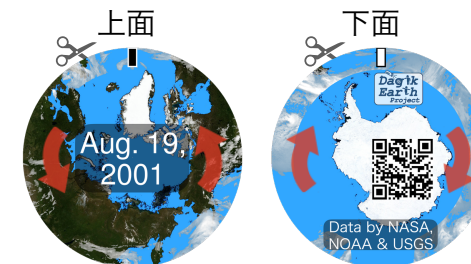 上面
下面
Aug. 19,
2001
Dagik
Earth
Project
Data by NASA,
NOAA & USGS